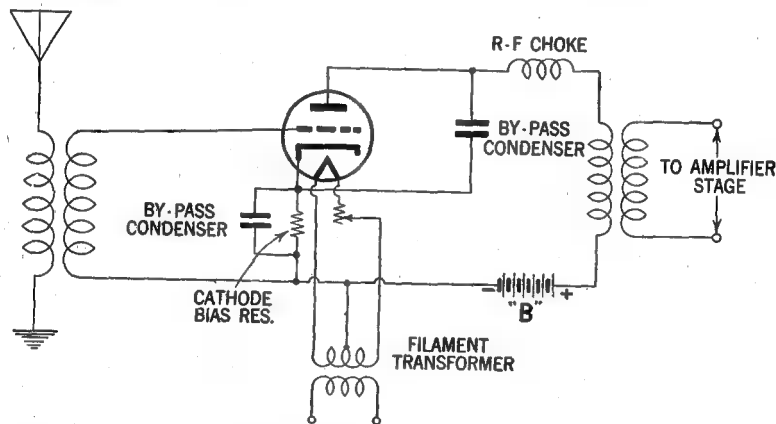 R-F CHOKE
BY-PASS
CONDENSER
TO AMPLIFIER
STAGE
BY-PASS
CONDENSER
CATHODE
BIAS RES.
- +
"B"
FILAMENT
TRANSFORMER